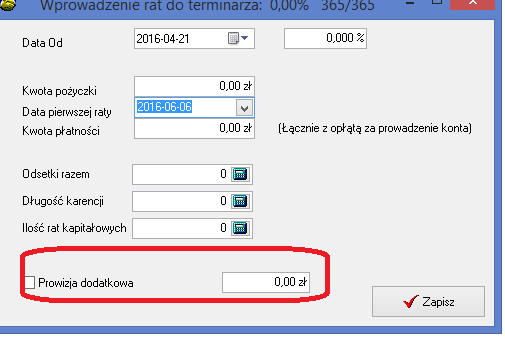 Wprowadzenie rat do terminarza: 0,00% 365/365
Data Od 2016-04-21 0,000 %
Kwota pożyczki 0,00 zł
Data pierwszej raty 2016-06-06
Kwota płatności 0,00 zł (Łącznie z opłątą za prowadzenie konta)
Odsetki razem 0
Długość karencji 0
Ilość rat kapitałowych 0
Prowizja dodatkowa 0,00 zł
Zapisz